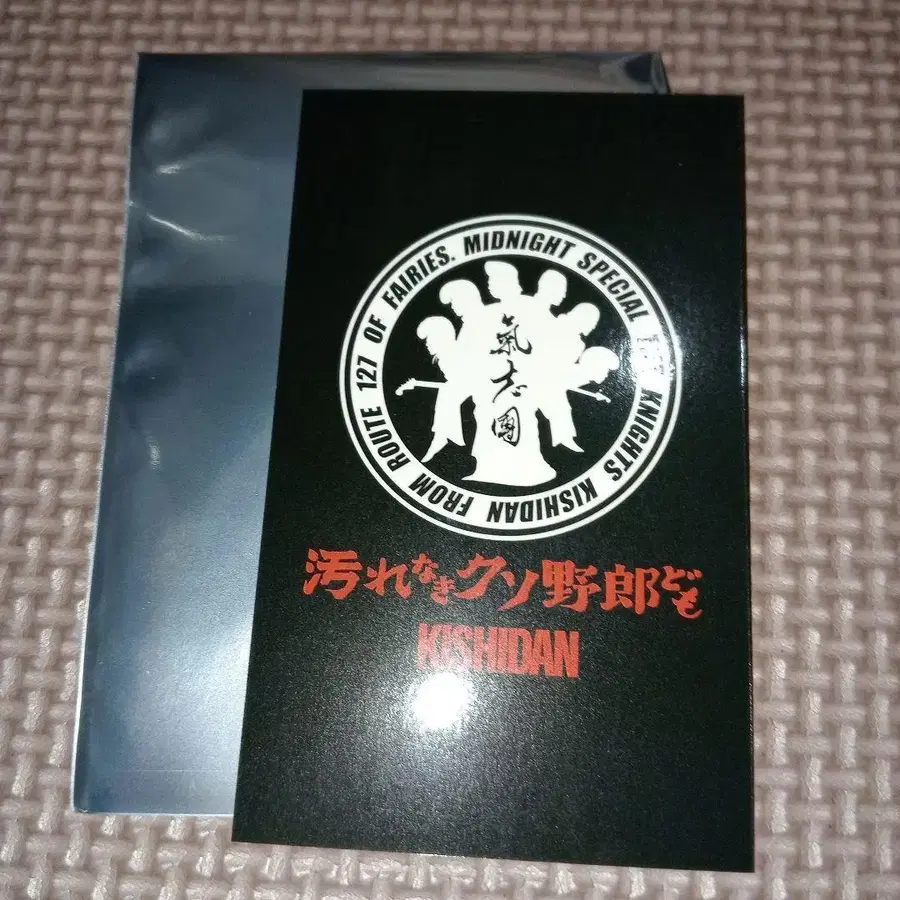 KISHIDAN FROM ROUTE 127 OF FAIRIES. MIDNIGHT SPECIAL KNIGHTS
氣志團
汚れなきクソ野郎ども
KISHIDAN